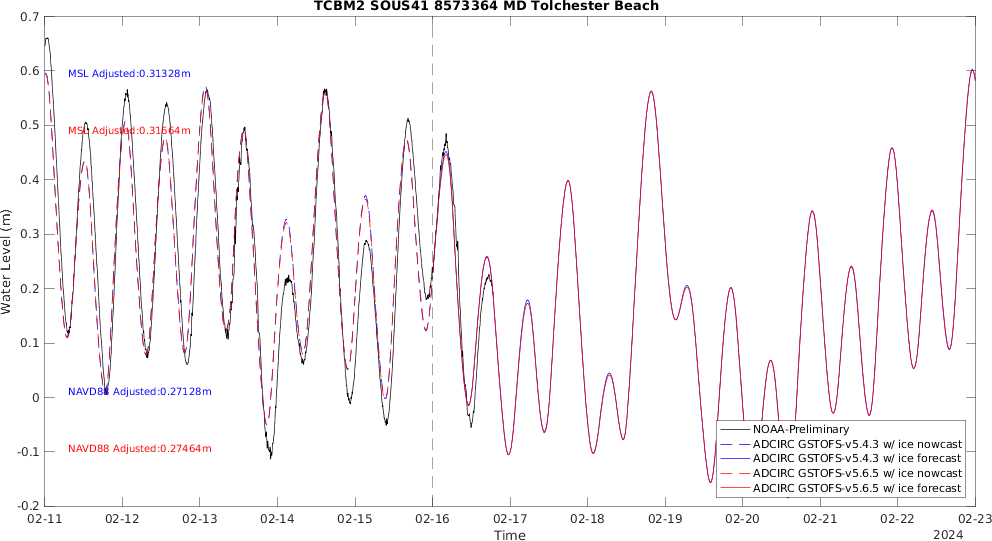 TCBM2 SOUS41 8573364 MD Tolchester Beach
Water Level (m)
0.7
0.6
0.5
0.4
0.3
0.2
0.1
0
-0.1
-0.2
MSL Adjusted:0.31328m
MSL Adjusted:0.31664m
NAVD88 Adjusted:0.27128m
NAVD88 Adjusted:0.27464m
NOAA-Preliminary
ADCIRC GSTOFS-v5.4.3 w/ ice nowcast
ADCIRC GSTOFS-v5.4.3 w/ ice forecast
ADCIRC GSTOFS-v5.6.5 w/ ice nowcast
ADCIRC GSTOFS-v5.6.5 w/ ice forecast
02-11 02-12 02-13 02-14 02-15 02-16 02-17 02-18 02-19 02-20 02-21 02-22 02-23
Time
2024